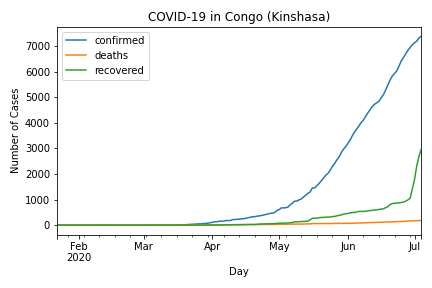 COVID-19 in Congo (Kinshasa)
confirmed
deaths
recovered
Number of Cases
7000
6000
5000
4000
3000
2000
1000
0
Feb
2020
Mar
Apr
May
Jun
Jul
Day